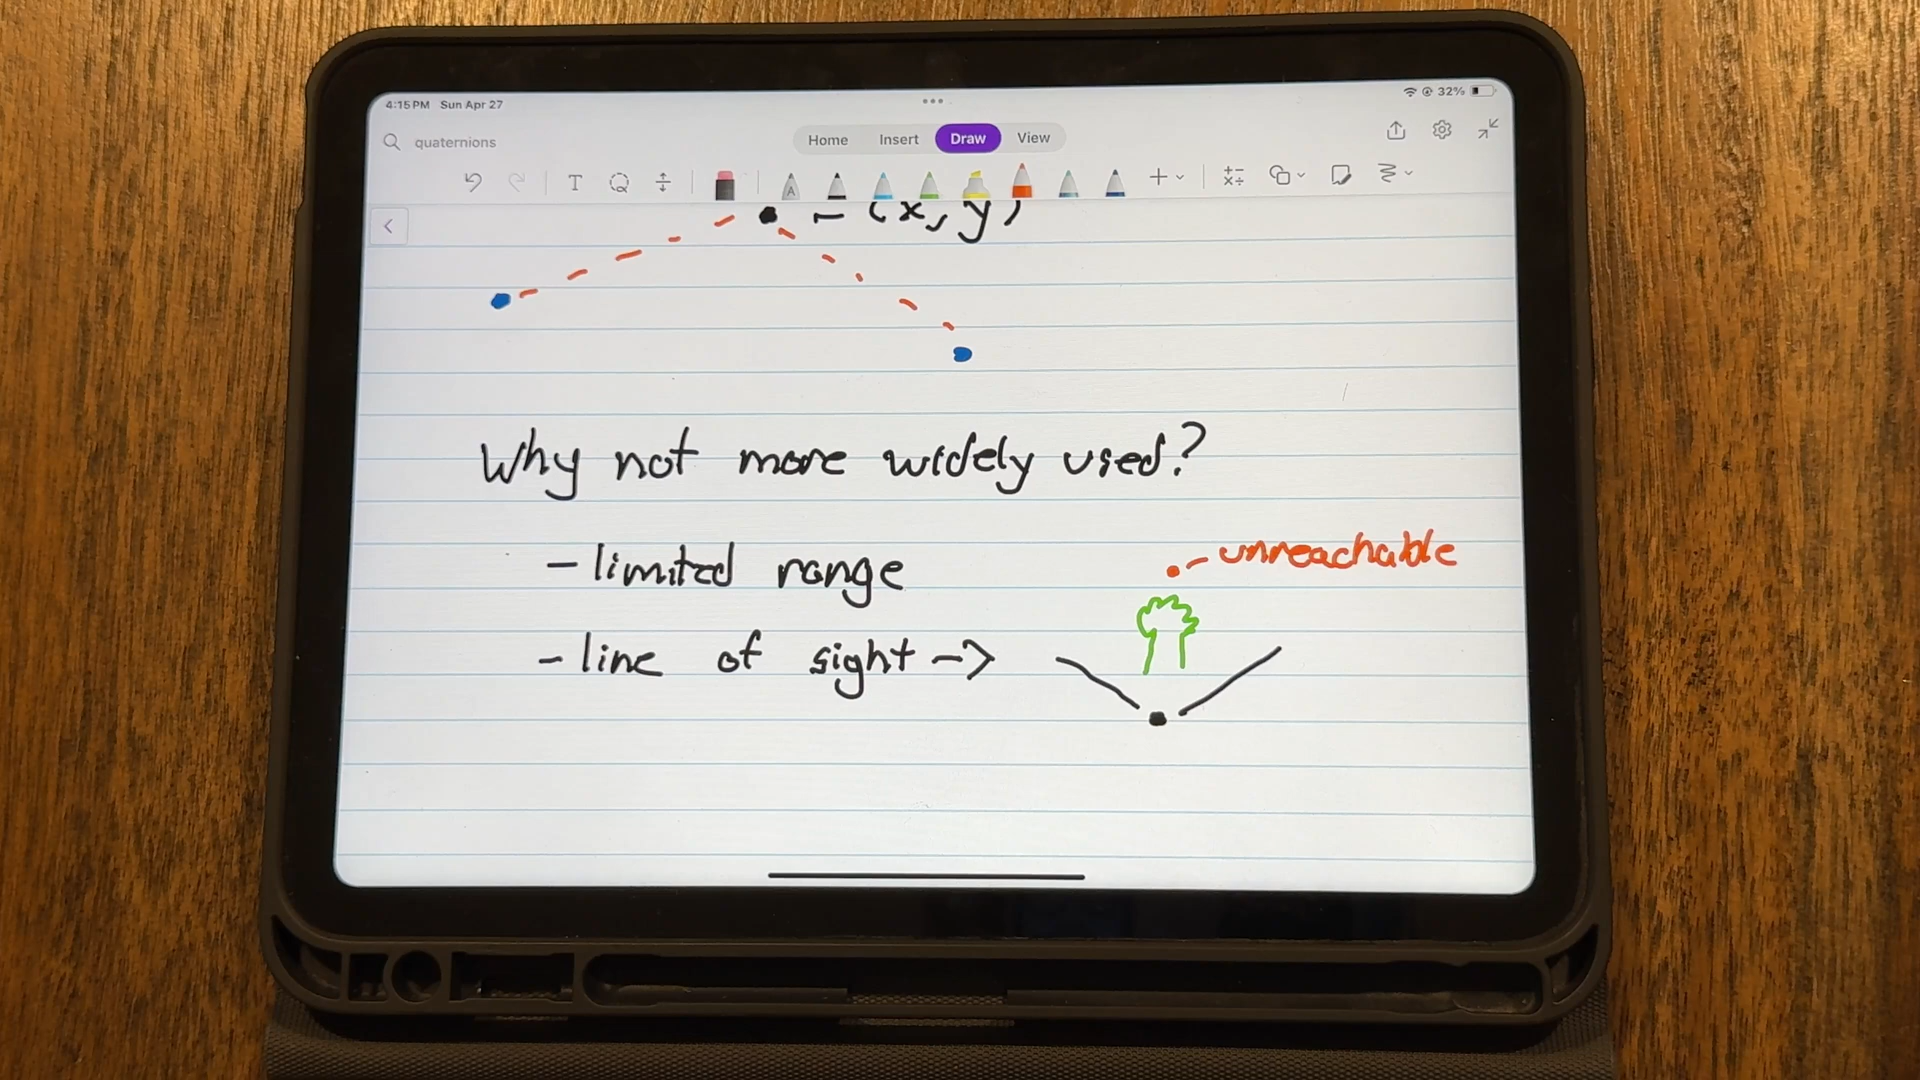 4:15 PM Sun Apr 27
32%
quaternions
Home Insert Draw View
T
A
- (x, y)
Why not more widely used?
- limited range
- unreachable
- line of sight ->